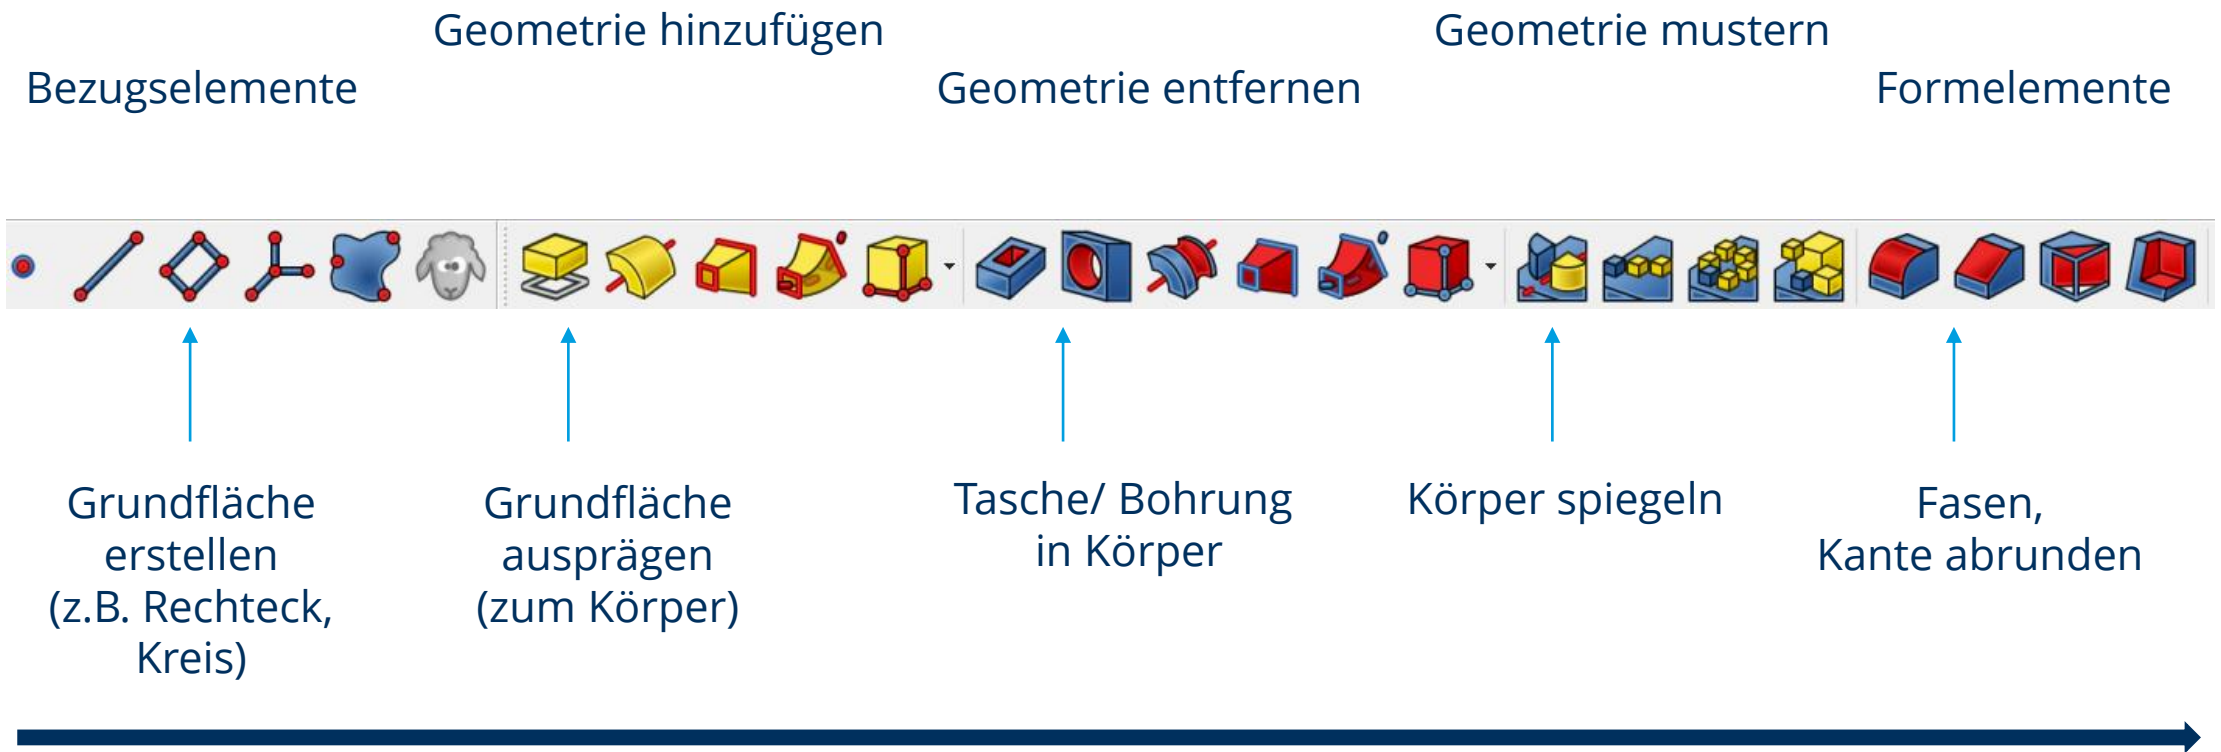 Geometrie hinzufügen
Geometrie mustern
Bezugselemente
Geometrie entfernen
Formelemente
Grundfläche
erstellen
(z.B. Rechteck,
Kreis)
Grundfläche
ausprägen
(zum Körper)
Tasche/ Bohrung
in Körper
Körper spiegeln
Fasen,
Kante abrunden